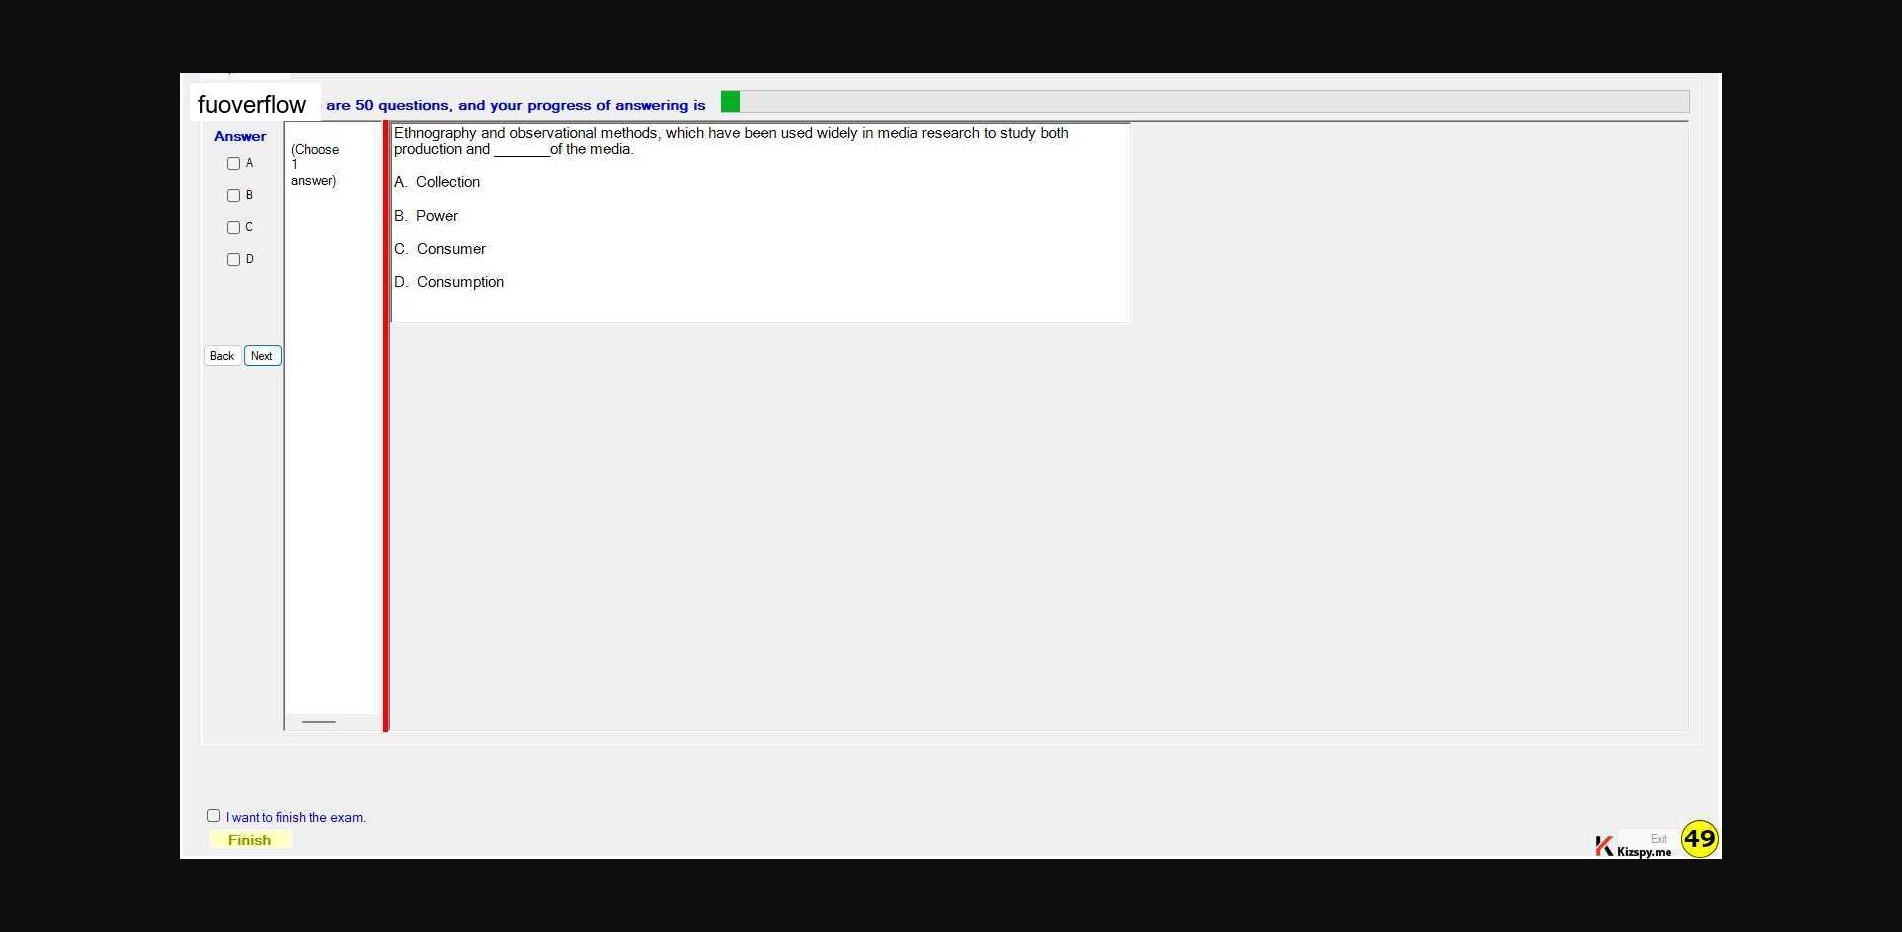 fuoverflow are 50 questions, and your progress of answering is
Answer
A
B
C
D
Back Next
(Choose
1
answer)
Ethnography and observational methods, which have been used widely in media research to study both
production and _______of the media.
A. Collection
B. Power
C. Consumer
D. Consumption
I want to finish the exam.
Finish
Exit
Kizspy.me
49